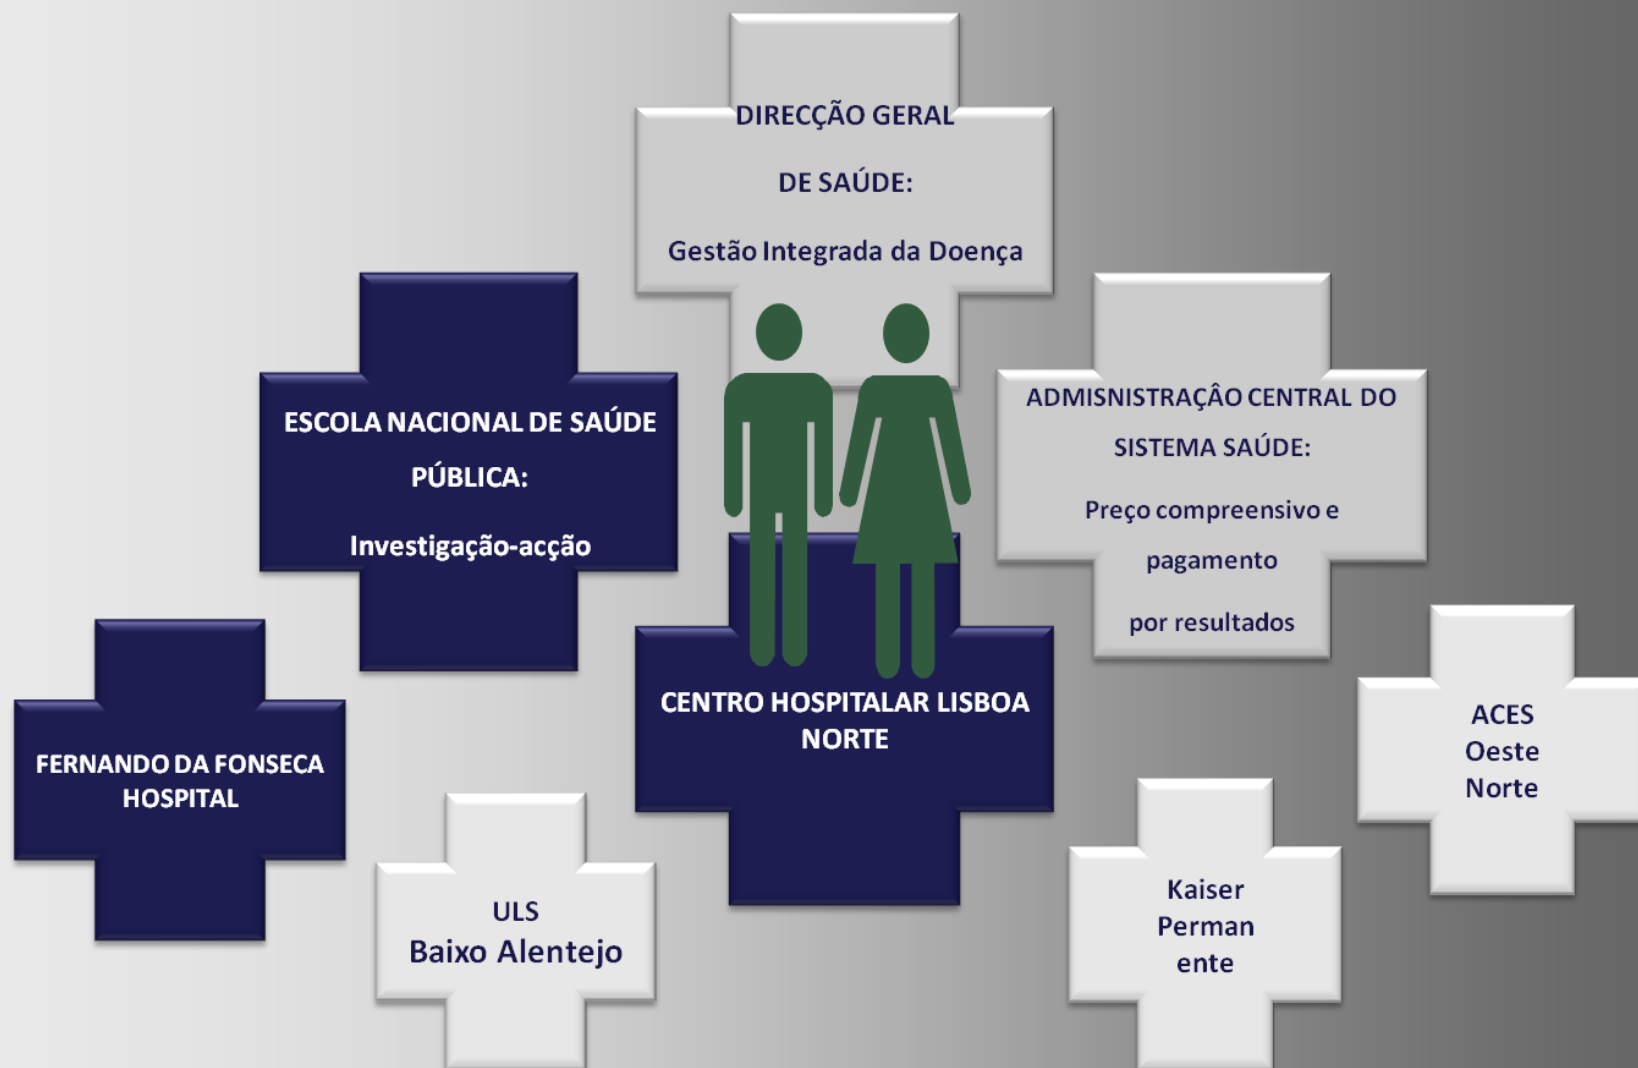 DIRECÇÃO GERAL
DE SAÚDE:
Gestão Integrada da Doença
ESCOLA NACIONAL DE SAÚDE
PÚBLICA:
Investigação-acção
ADMISNISTRAÇÂO CENTRAL DO
SISTEMA SAÚDE:
Preço compreensivo e
pagamento
por resultados
FERNANDO DA FONSECA
HOSPITAL
CENTRO HOSPITALAR LISBOA
NORTE
ACES
Oeste
Norte
ULS
Baixo Alentejo
Kaiser
Perman
ente